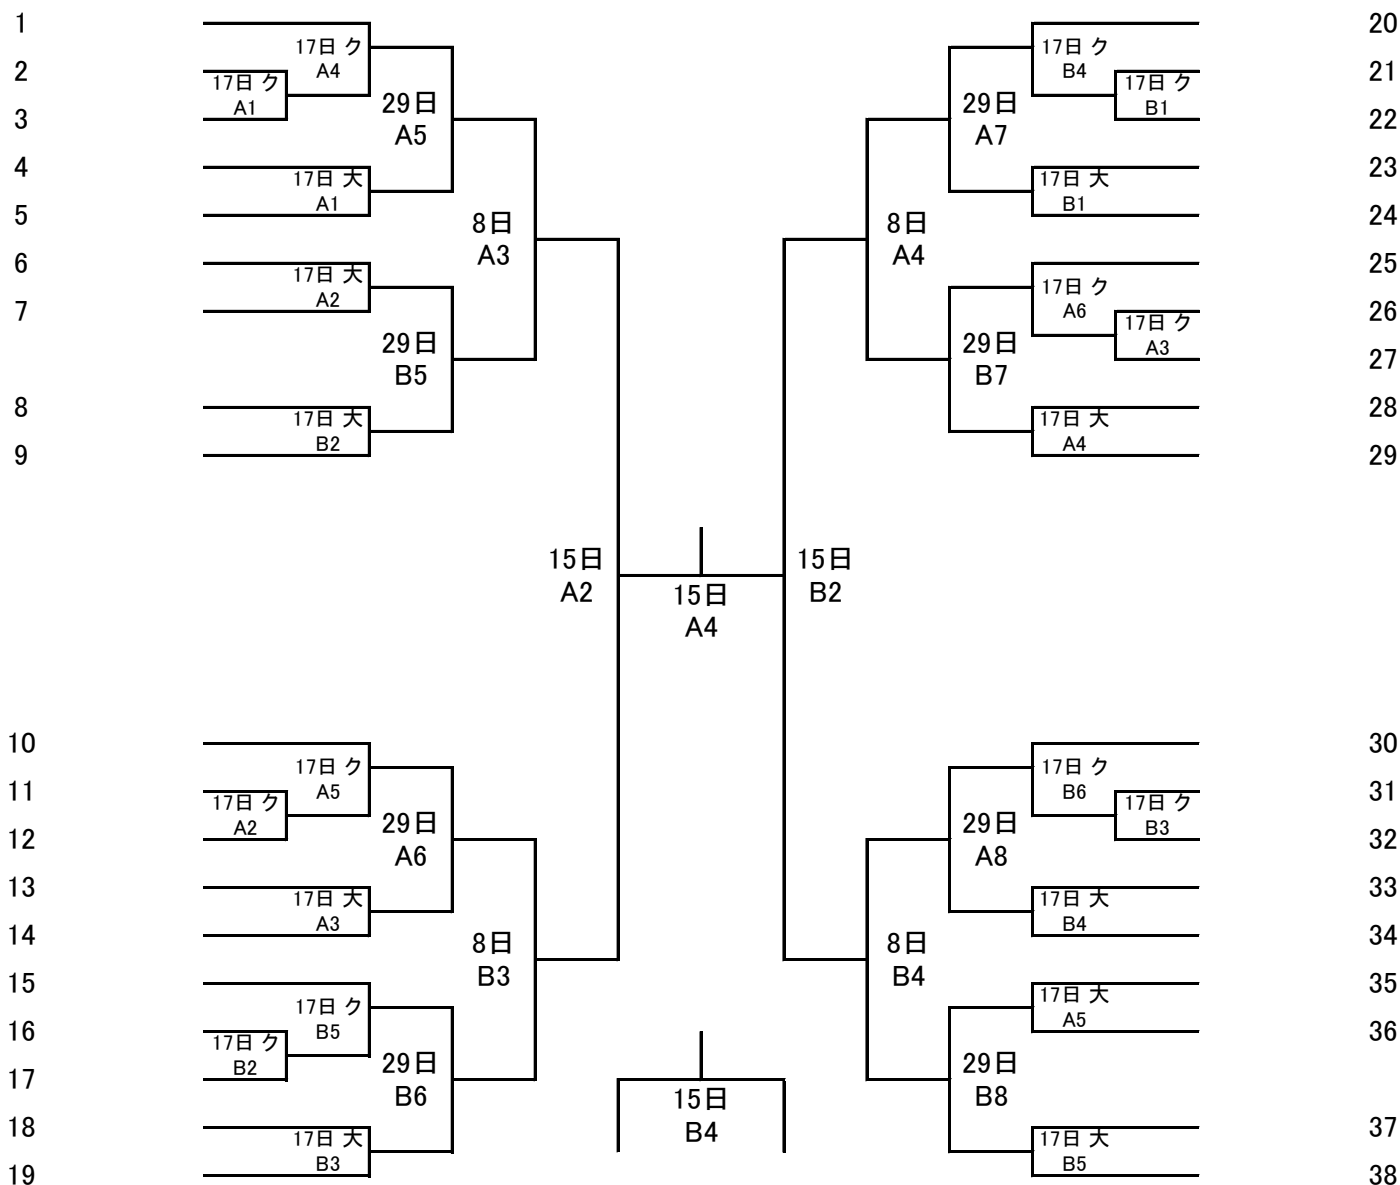 1
17日 ク
A4
2
17日 ク
A1
3
29日
A5
4
17日 大
A1
5
8日
A3
6
17日 大
A2
7
29日
B5
8
17日 大
B2
9
10
17日 ク
A5
11
17日 ク
A2
12
29日
A6
13
17日 大
A3
14
8日
B3
15
17日 ク
B5
16
17日 ク
B2
17
29日
B6
18
17日 大
B3
19
15日
A2
15日
A4
15日
B2
15日
B4
20
17日 ク
B4
21
17日 ク
B1
22
29日
A7
23
17日 大
B1
24
8日
A4
25
17日 ク
A6
26
17日 ク
A3
27
29日
B7
28
17日 大
A4
29
30
17日 ク
B6
31
17日 ク
B3
32
29日
A8
33
17日 大
B4
34
8日
B4
35
17日 大
A5
36
29日
B8
37
17日 大
B5
38